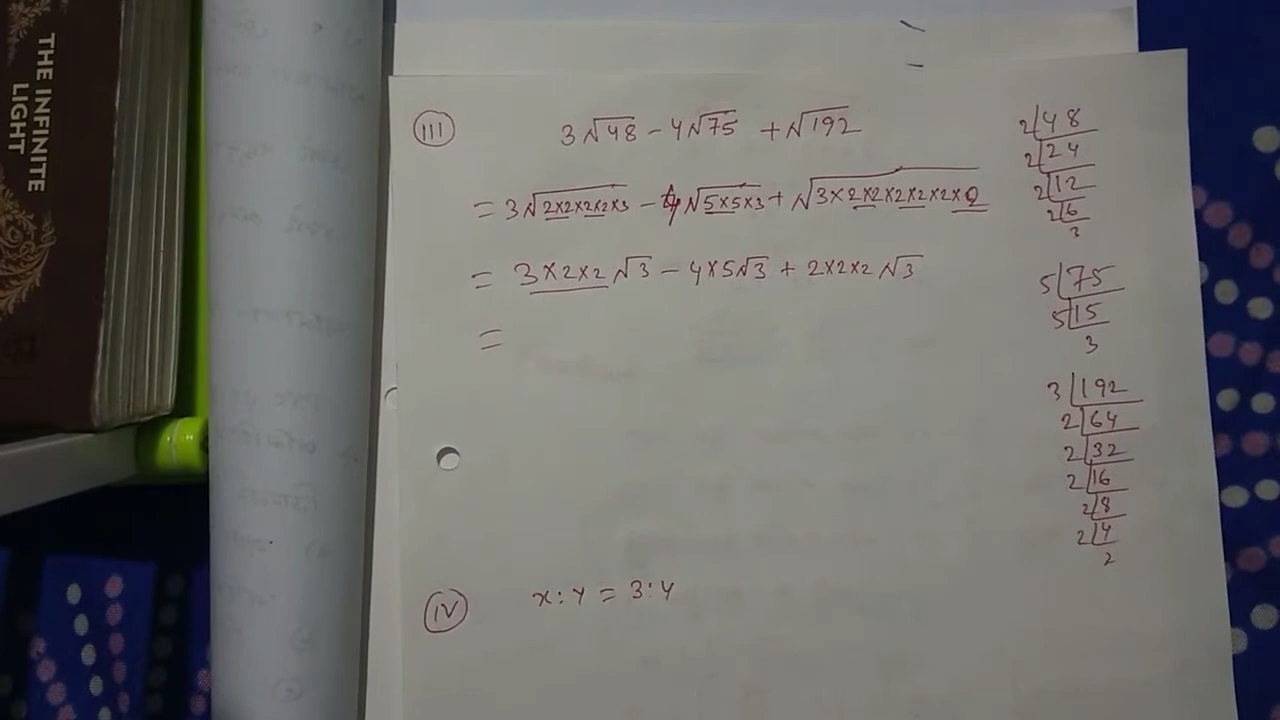 THE INFINITE
LIGHT
III 3√48 - 4√75 + √192
= 3√2×2×2×2×3 - 4√5×5×3 + √3×2×2×2×2×2×2
= 3×2×2√3 - 4×5√3 + 2×2×2√3
=
2 48
2 24
2 12
2 6
3
5 75
5 15
3
3 192
2 64
2 32
2 16
2 8
2 4
2
IV x:y = 3:4